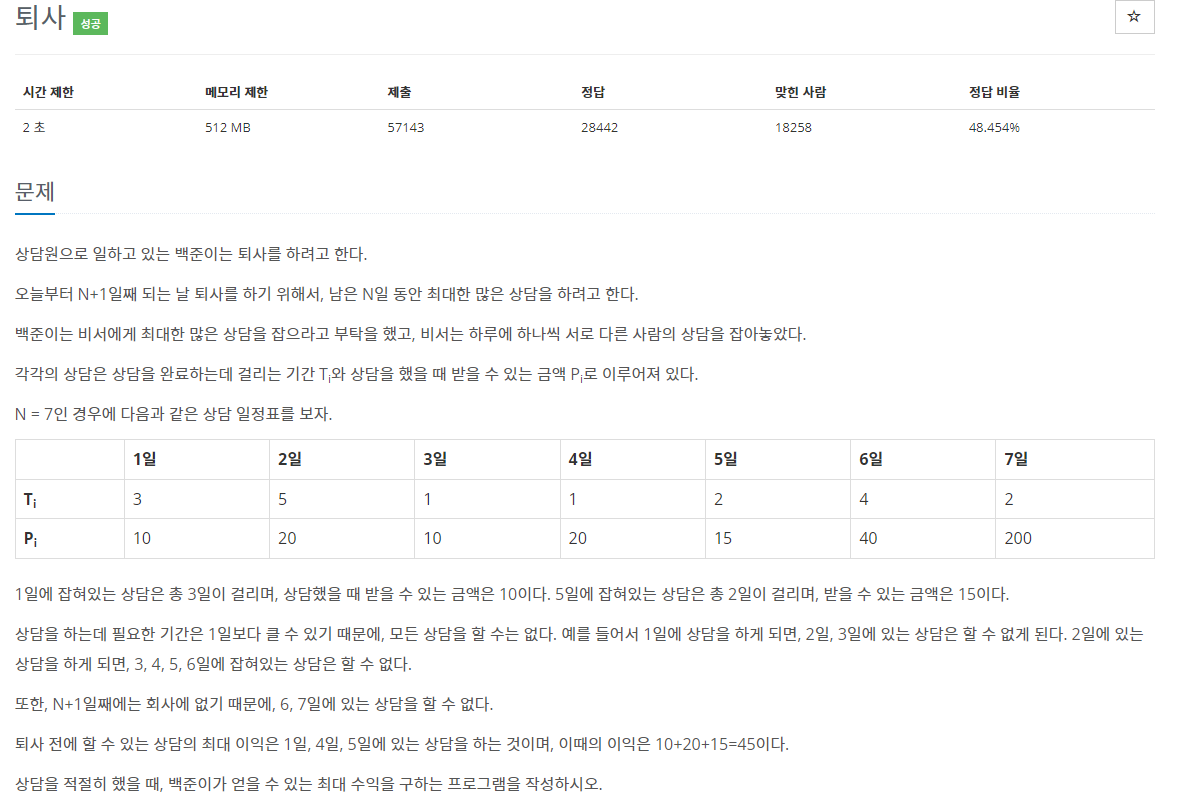 퇴사 성공
☆
시간 제한 메모리 제한 제출 정답 맞힌 사람 정답 비율
2 초 512 MB 57143 28442 18258 48.454%
문제
상담원으로 일하고 있는 백준이는 퇴사를 하려고 한다.
오늘부터 N+1일째 되는 날 퇴사를 하기 위해서, 남은 N일 동안 최대한 많은 상담을 하려고 한다.
백준이는 비서에게 최대한 많은 상담을 잡으라고 부탁을 했고, 비서는 하루에 하나씩 서로 다른 사람의 상담을 잡아놓았다.
각각의 상담은 상담을 완료하는데 걸리는 기간 Ti와 상담을 했을 때 받을 수 있는 금액 Pi로 이루어져 있다.
N = 7인 경우에 다음과 같은 상담 일정표를 보자.
1일 2일 3일 4일 5일 6일 7일
Ti 3 5 1 1 2 4 2
Pi 10 20 10 20 15 40 200
1일에 잡혀있는 상담은 총 3일이 걸리며, 상담했을 때 받을 수 있는 금액은 10이다. 5일에 잡혀있는 상담은 총 2일이 걸리며, 받을 수 있는 금액은 15이다.
상담을 하는데 필요한 기간은 1일보다 클 수 있기 때문에, 모든 상담을 할 수는 없다. 예를 들어서 1일에 상담을 하게 되면, 2일, 3일에 있는 상담은 할 수 없게 된다. 2일에 있는
상담을 하게 되면, 3, 4, 5, 6일에 잡혀있는 상담은 할 수 없다.
또한, N+1일째에는 회사에 없기 때문에, 6, 7일에 있는 상담을 할 수 없다.
퇴사 전에 할 수 있는 상담의 최대 이익은 1일, 4일, 5일에 있는 상담을 하는 것이며, 이때의 이익은 10+20+15=45이다.
상담을 적절히 했을 때, 백준이가 얻을 수 있는 최대 수익을 구하는 프로그램을 작성하시오.